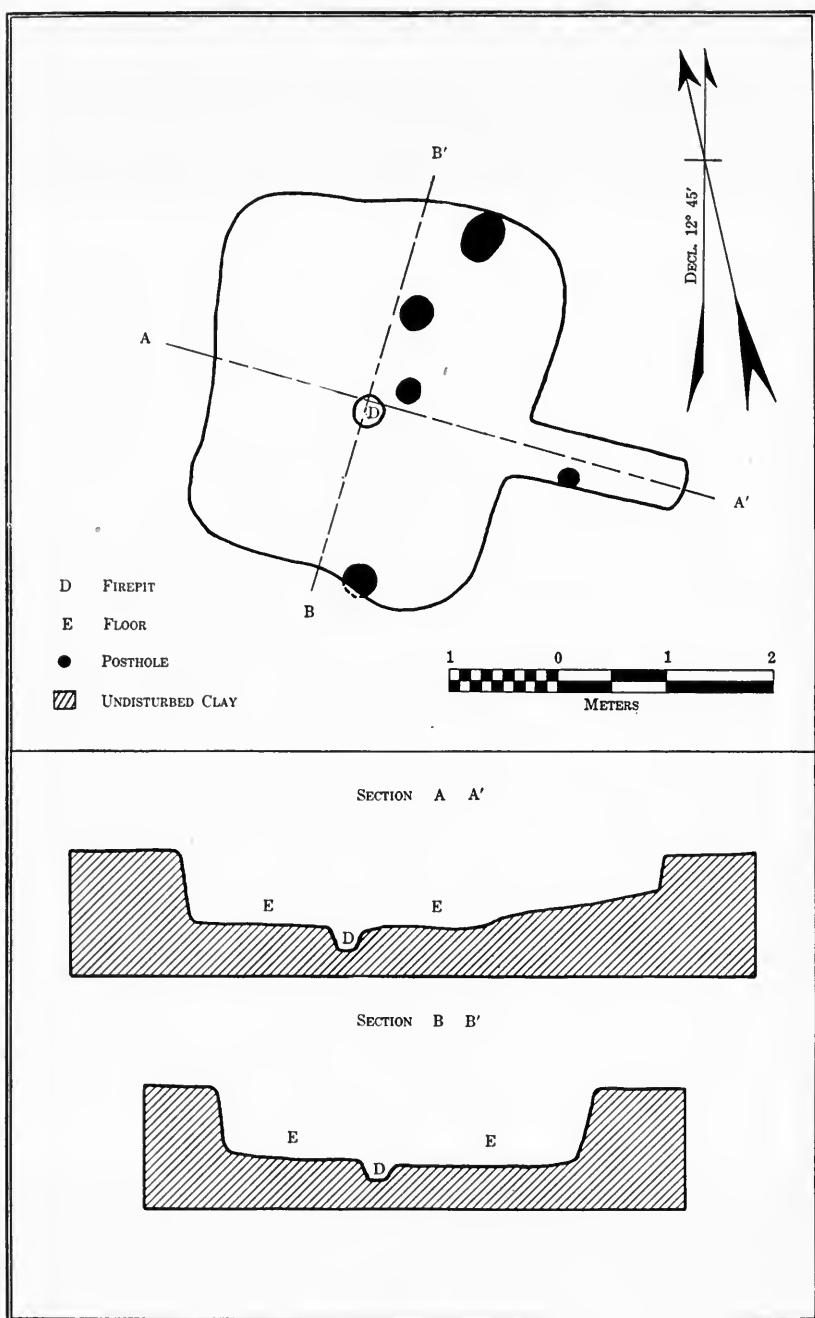 B′
A
DECL. 12° 45′
D
A′
B
D FIREPIT
E FLOOR
POSTHOLE
UNDISTURBED CLAY
1 0 1 2
METERS
SECTION A A′
E E
D
SECTION B B′
E E
D